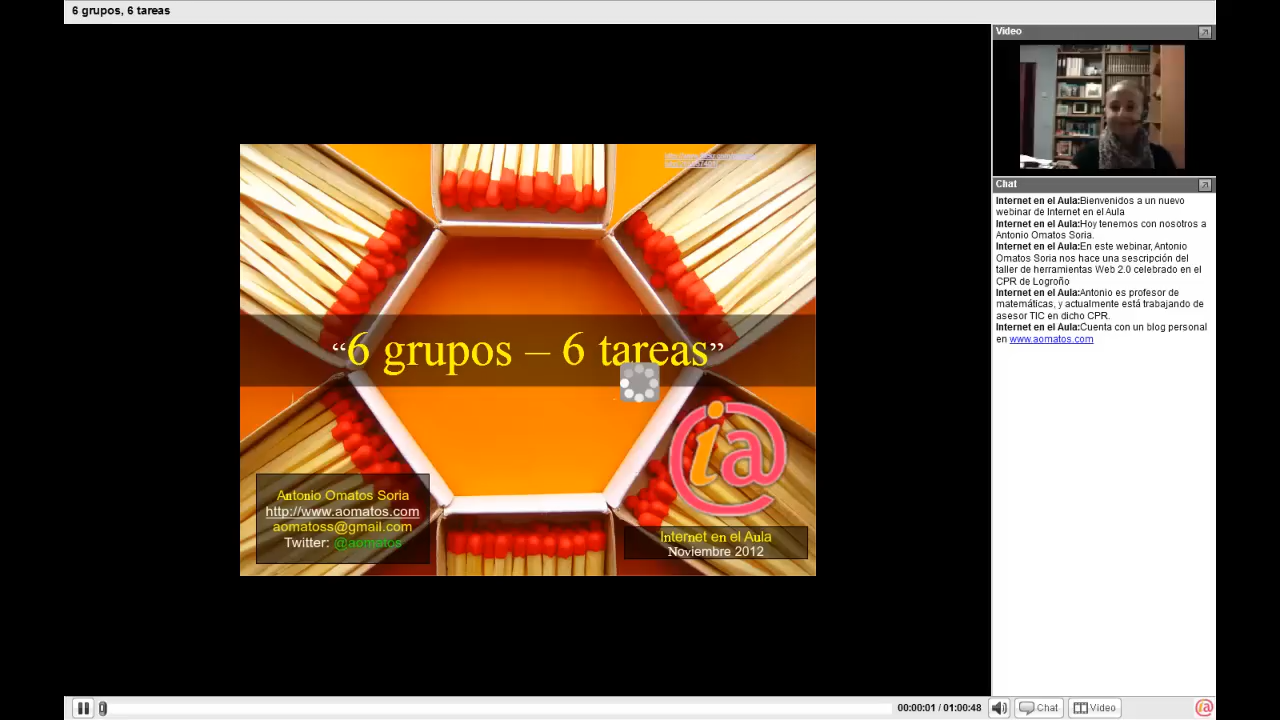 6 grupos, 6 tareas
“6 grupos – 6 tareas”
Antonio Omatos Soria
http://www.aomatos.com
aomatoss@gmail.com
Twitter: @aomatos
ia
Internet en el Aula
Noviembre 2012
Video
Chat
Internet en el Aula:Bienvenidos a un nuevo
webinar de Internet en el Aula
Internet en el Aula:Hoy tenemos con nosotros a
Antonio Omatos Soria.
Internet en el Aula:En este webinar, Antonio
Omatos Soria nos hace una sescripción del
taller de herramientas Web 2.0 celebrado en el
CPR de Logroño
Internet en el Aula:Antonio es profesor de
matemáticas, y actualmente está trabajando de
asesor TIC en dicho CPR.
Internet en el Aula:Cuenta con un blog personal
en www.aomatos.com
00:00:01 / 01:00:48
Chat
Video